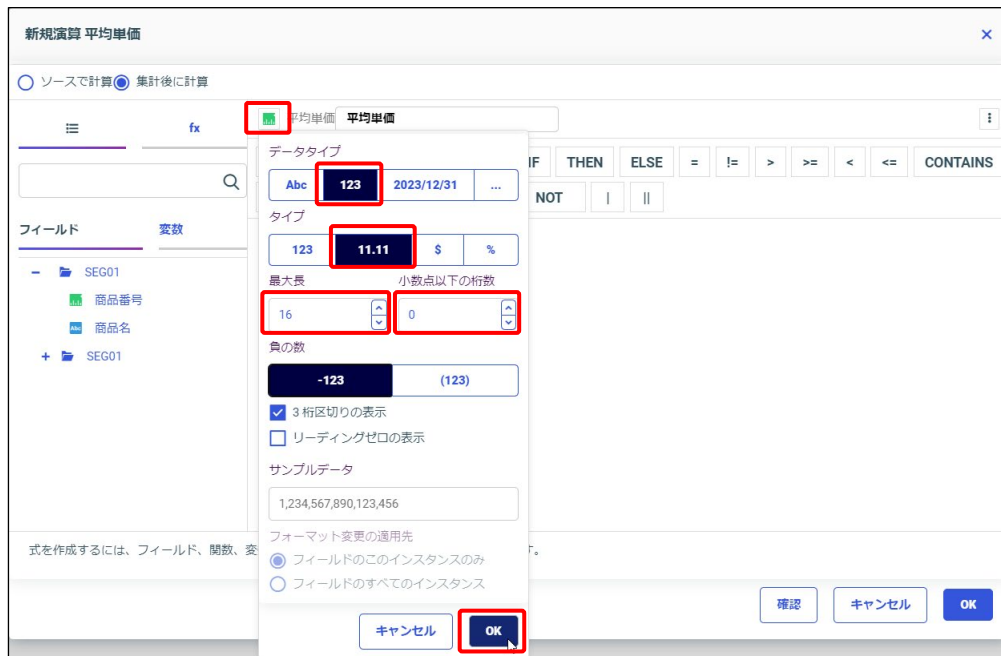 新規演算 平均単価
×
ソースで計算 集計後に計算
fx
平均単価 平均単価
データタイプ
Abc 123 2023/12/31 ...
IF THEN ELSE = != > >= < <= CONTAINS
NOT | ||
フィールド 変数
タイプ
123 11.11 $ %
− SEG01
商品番号
Abc 商品名
+ SEG01
最大長 小数点以下の桁数
16 0
負の数
-123 (123)
3 桁区切りの表示
リーディングゼロの表示
サンプルデータ
1,234,567,890,123,456
フォーマット変更の適用先
フィールドのこのインスタンスのみ
フィールドのすべてのインスタンス
キャンセル OK
式を作成するには、フィールド、関数、変 す。
確認 キャンセル OK